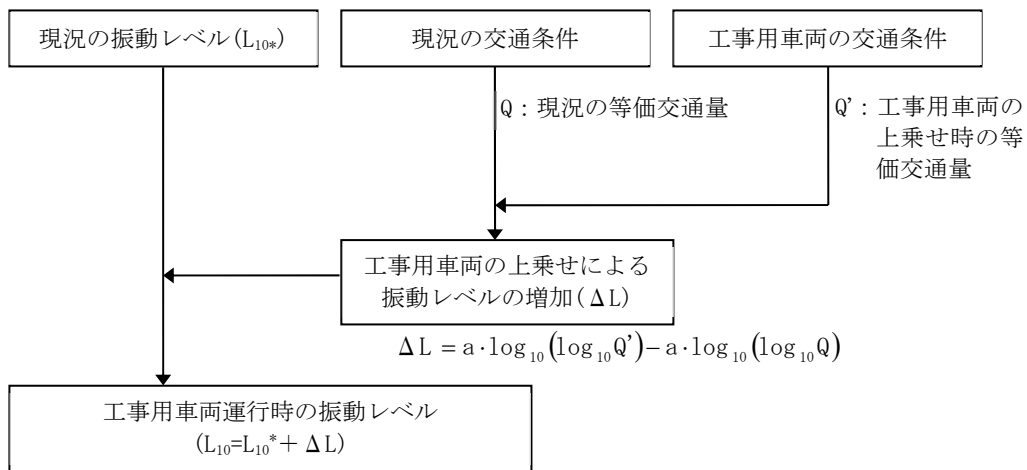 現況の振動レベル(L₁₀*)
現況の交通条件
工事用車両の交通条件
Q：現況の等価交通量
Q’：工事用車両の
上乗せ時の等
価交通量
工事用車両の上乗せによる
振動レベルの増加(ΔL)
ΔL = a·log₁₀(log₁₀Q’)−a·log₁₀(log₁₀Q)
工事用車両運行時の振動レベル
(L₁₀=L₁₀*＋ΔL)